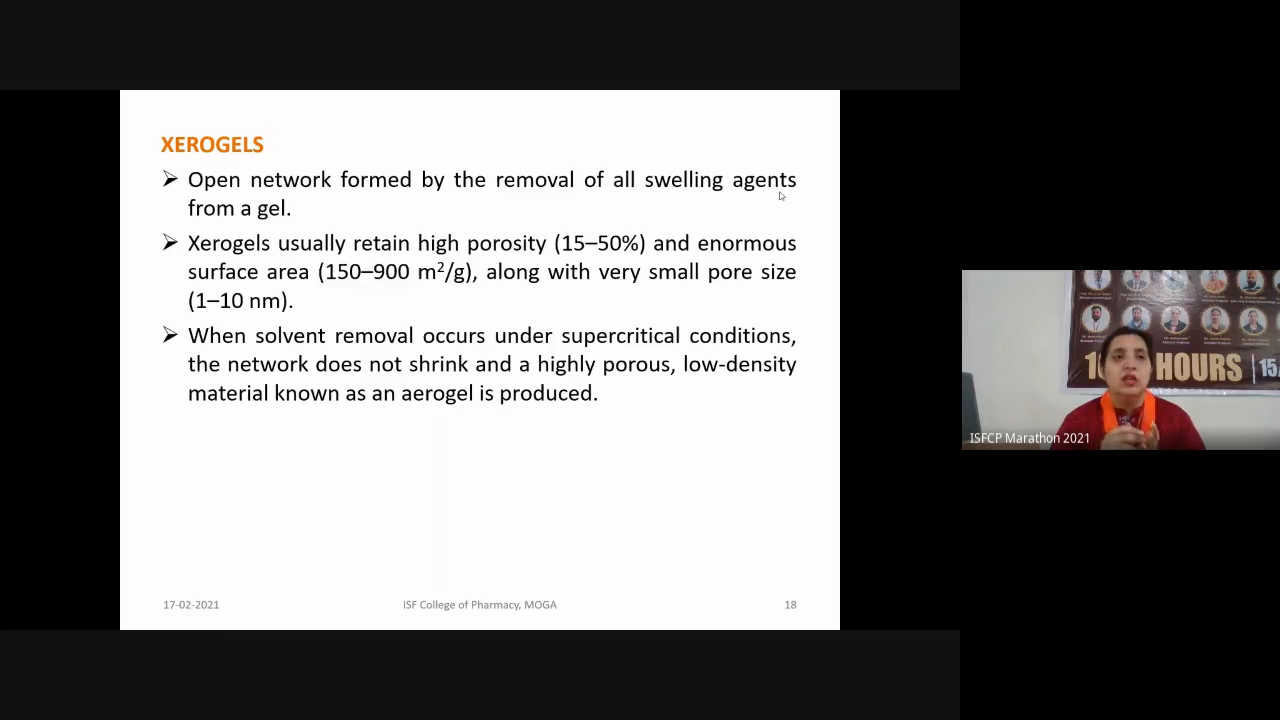 XEROGELS
➢ Open network formed by the removal of all swelling agents
from a gel.
➢ Xerogels usually retain high porosity (15–50%) and enormous
surface area (150–900 m²/g), along with very small pore size
(1–10 nm).
➢ When solvent removal occurs under supercritical conditions,
the network does not shrink and a highly porous, low-density
material known as an aerogel is produced.
17-02-2021
ISF College of Pharmacy, MOGA
18
HOURS
15
ISFCP Marathon 2021